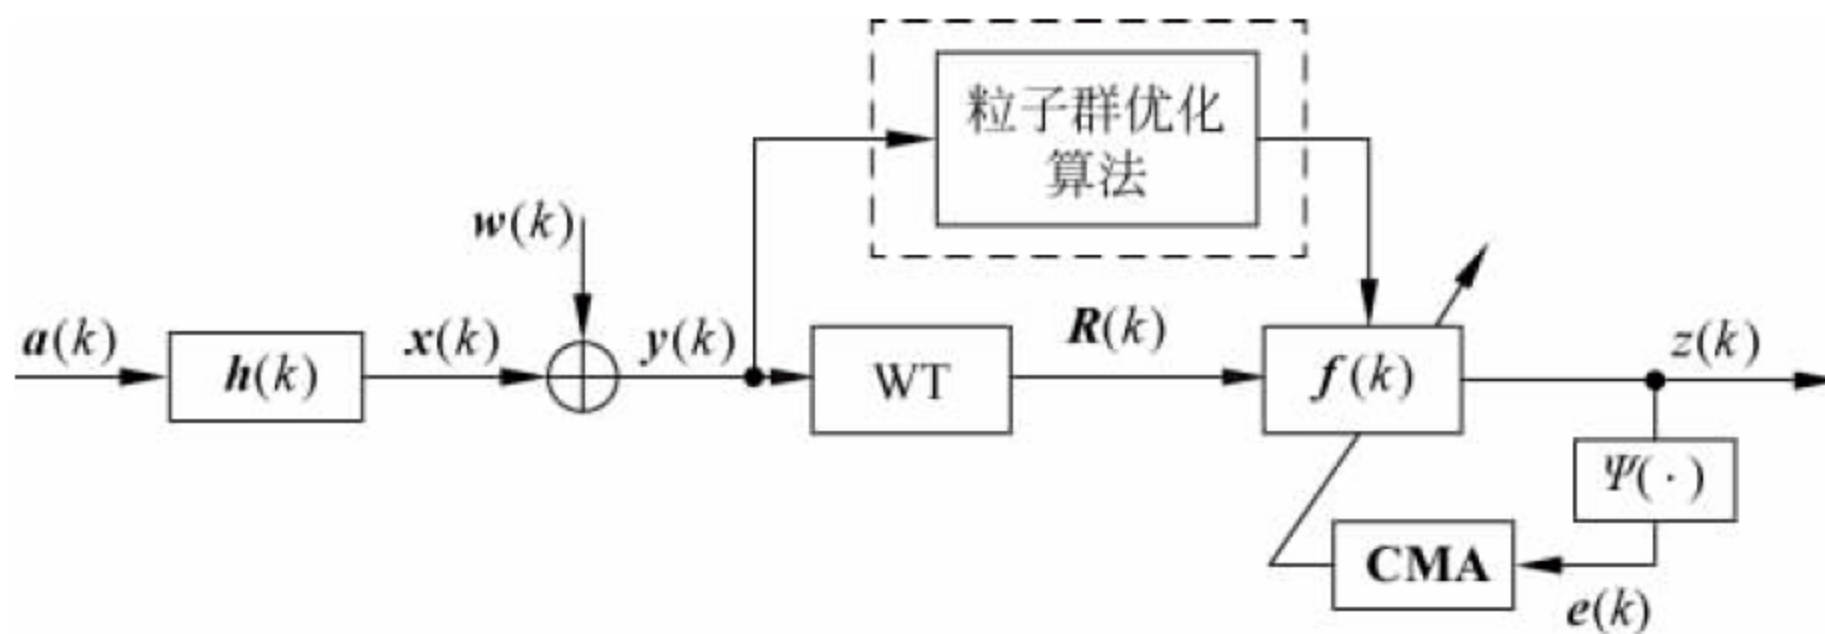 粒子群优化
算法
w(k)
a(k)
h(k)
x(k)
y(k)
WT
R(k)
f(k)
z(k)
Ψ(·)
CMA
e(k)